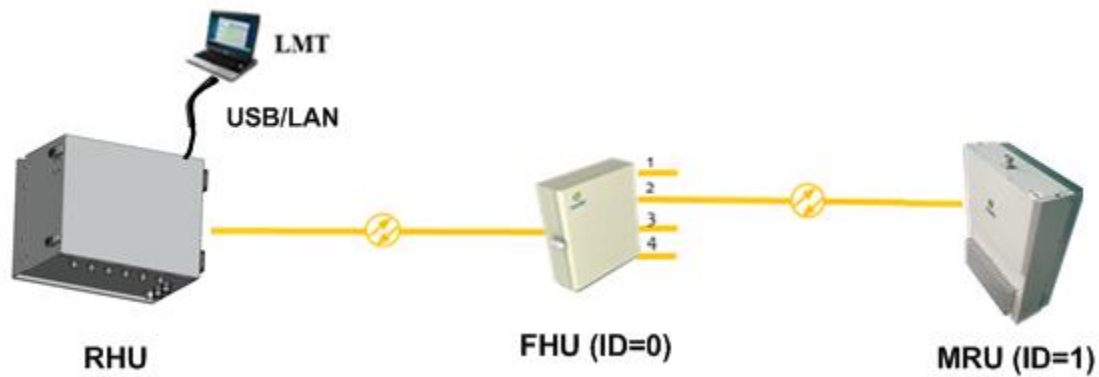 LMT
USB/LAN
1
2
3
4
RHU
FHU (ID=0)
MRU (ID=1)